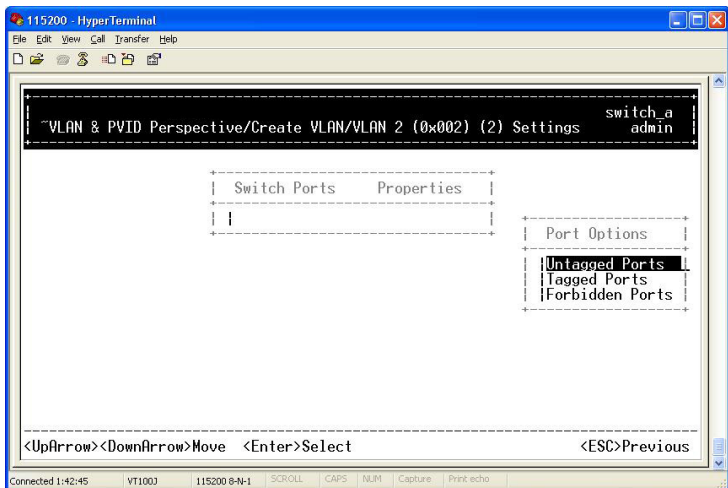 115200 - HyperTerminal
File Edit View Call Transfer Help
switch_a
~VLAN & PVID Perspective/Create VLAN/VLAN 2 (0x002) (2) Settings admin
Switch Ports Properties
Port Options
Untagged Ports
Tagged Ports
Forbidden Ports
<UpArrow><DownArrow>Move <Enter>Select <ESC>Previous
Connected 1:42:45 VT100J 115200 8-N-1 SCROLL CAPS NUM Capture Print echo